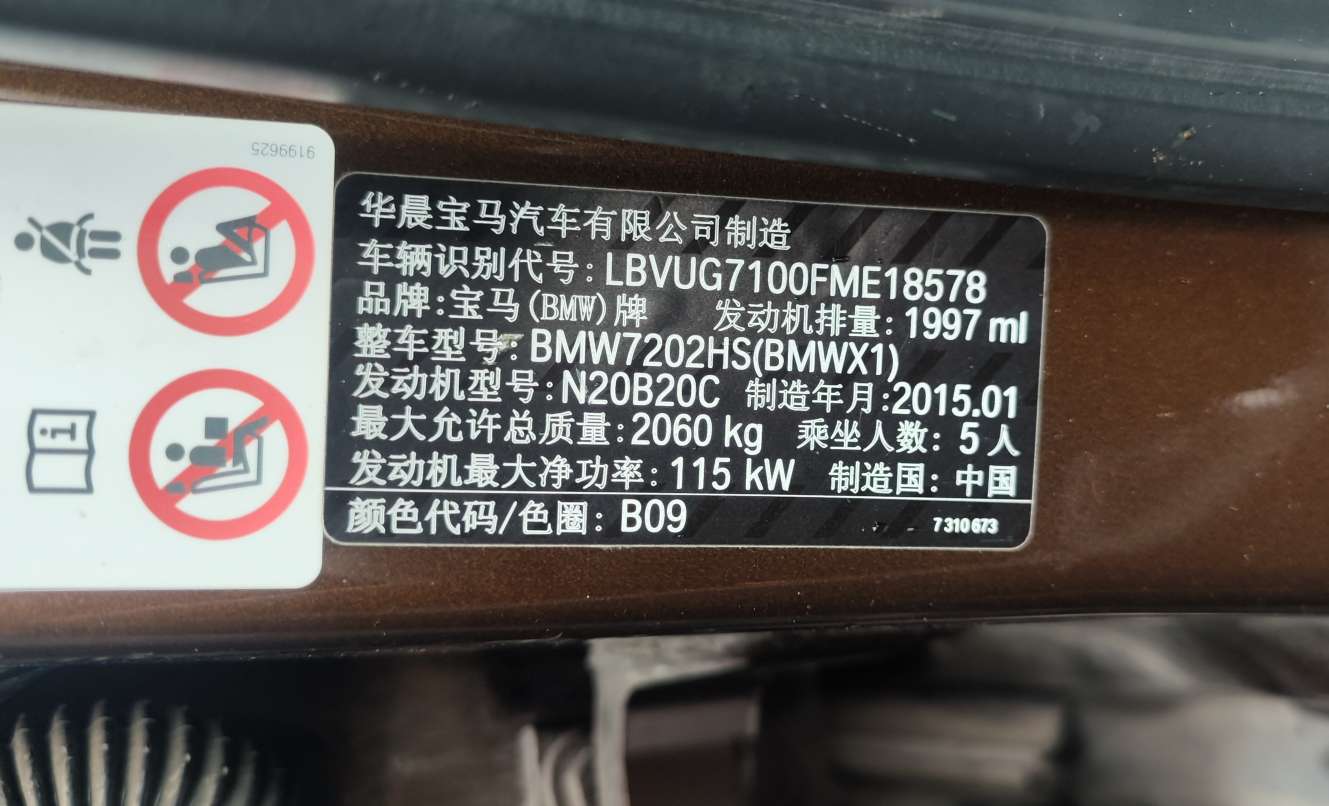 9199625
华晨宝马汽车有限公司制造
车辆识别代号: LBVUG7100FME18578
品牌:宝马(BMW)牌 发动机排量: 1997 ml
整车型号: BMW7202HS(BMWX1)
发动机型号: N20B20C 制造年月:2015.01
最大允许总质量:2060 kg 乘坐人数: 5 人
发动机最大净功率: 115 kW 制造国: 中国
颜色代码/色圈: B09 7 310 673